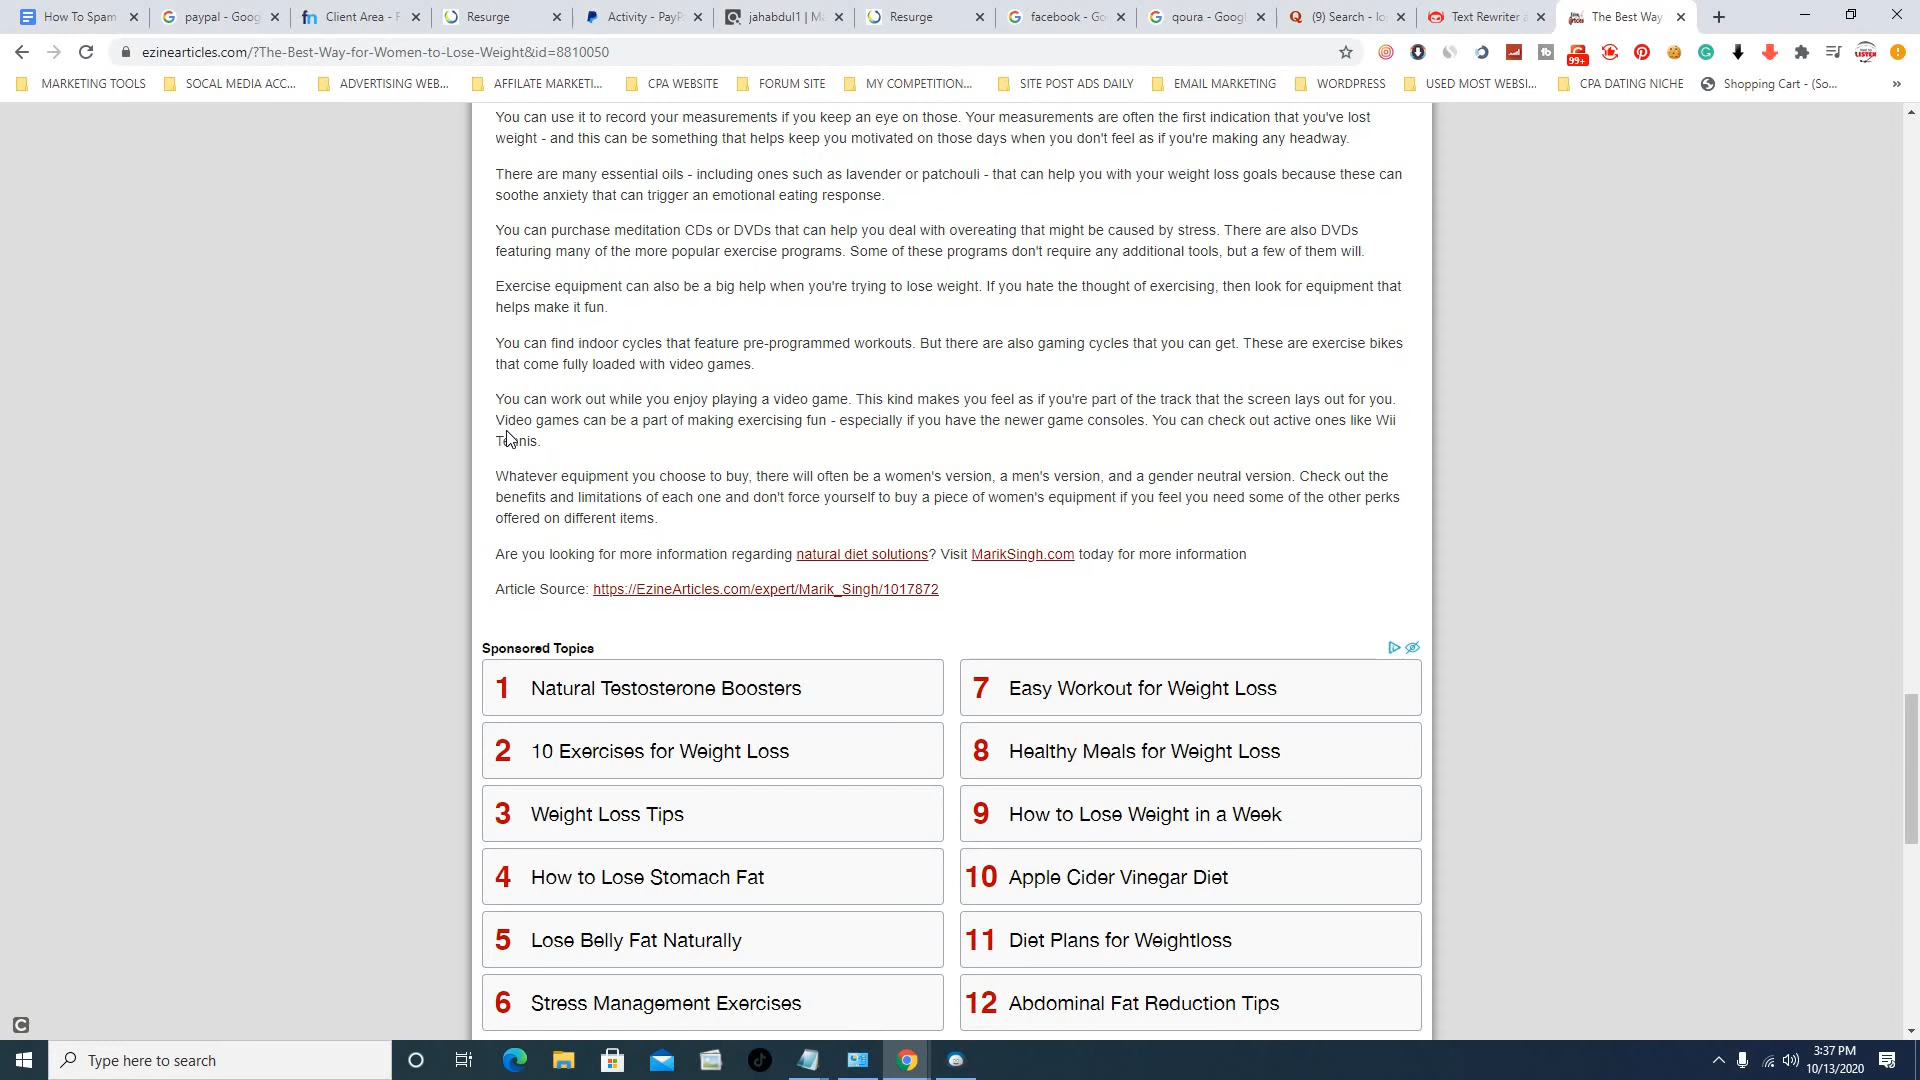 How To Spam
paypal - Goog
Client Area - F
Resurge
Activity - PayP
jahabdul1 | Ma
Resurge
facebook - Go
qoura - Googl
(9) Search - lo
Text Rewriter a
The Best Way
ezinearticles.com/?The-Best-Way-for-Women-to-Lose-Weight&id=8810050
99+
MARKETING TOOLS
SOCIAL MEDIA ACC...
ADVERTISING WEB...
AFFILATE MARKETI...
CPA WEBSITE
FORUM SITE
MY COMPETITION...
SITE POST ADS DAILY
EMAIL MARKETING
WORDPRESS
USED MOST WEBSI...
CPA DATING NICHE
Shopping Cart - (So...
You can use it to record your measurements if you keep an eye on those. Your measurements are often the first indication that you've lost
weight - and this can be something that helps keep you motivated on those days when you don't feel as if you're making any headway.
There are many essential oils - including ones such as lavender or patchouli - that can help you with your weight loss goals because these can
soothe anxiety that can trigger an emotional eating response.
You can purchase meditation CDs or DVDs that can help you deal with overeating that might be caused by stress. There are also DVDs
featuring many of the more popular exercise programs. Some of these programs don't require any additional tools, but a few of them will.
Exercise equipment can also be a big help when you're trying to lose weight. If you hate the thought of exercising, then look for equipment that
helps make it fun.
You can find indoor cycles that feature pre-programmed workouts. But there are also gaming cycles that you can get. These are exercise bikes
that come fully loaded with video games.
You can work out while you enjoy playing a video game. This kind makes you feel as if you're part of the track that the screen lays out for you.
Video games can be a part of making exercising fun - especially if you have the newer game consoles. You can check out active ones like Wii
Tennis.
Whatever equipment you choose to buy, there will often be a women's version, a men's version, and a gender neutral version. Check out the
benefits and limitations of each one and don't force yourself to buy a piece of women's equipment if you feel you need some of the other perks
offered on different items.
Are you looking for more information regarding natural diet solutions? Visit MarikSingh.com today for more information
Article Source: https://EzineArticles.com/expert/Marik_Singh/1017872
Sponsored Topics
1 Natural Testosterone Boosters
2 10 Exercises for Weight Loss
3 Weight Loss Tips
4 How to Lose Stomach Fat
5 Lose Belly Fat Naturally
6 Stress Management Exercises
7 Easy Workout for Weight Loss
8 Healthy Meals for Weight Loss
9 How to Lose Weight in a Week
10 Apple Cider Vinegar Diet
11 Diet Plans for Weightloss
12 Abdominal Fat Reduction Tips
Type here to search
3:37 PM
10/13/2020